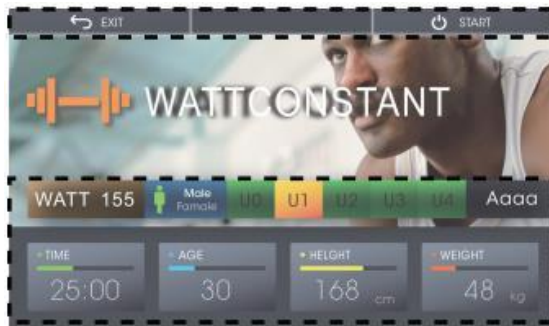 EXIT START
WATTCONSTANT
WATT 155 Male Famale U0 U1 U2 U3 U4 Aaaa
TIME AGE HELGHT WEIGHT
25:00 30 168 cm 48 kg